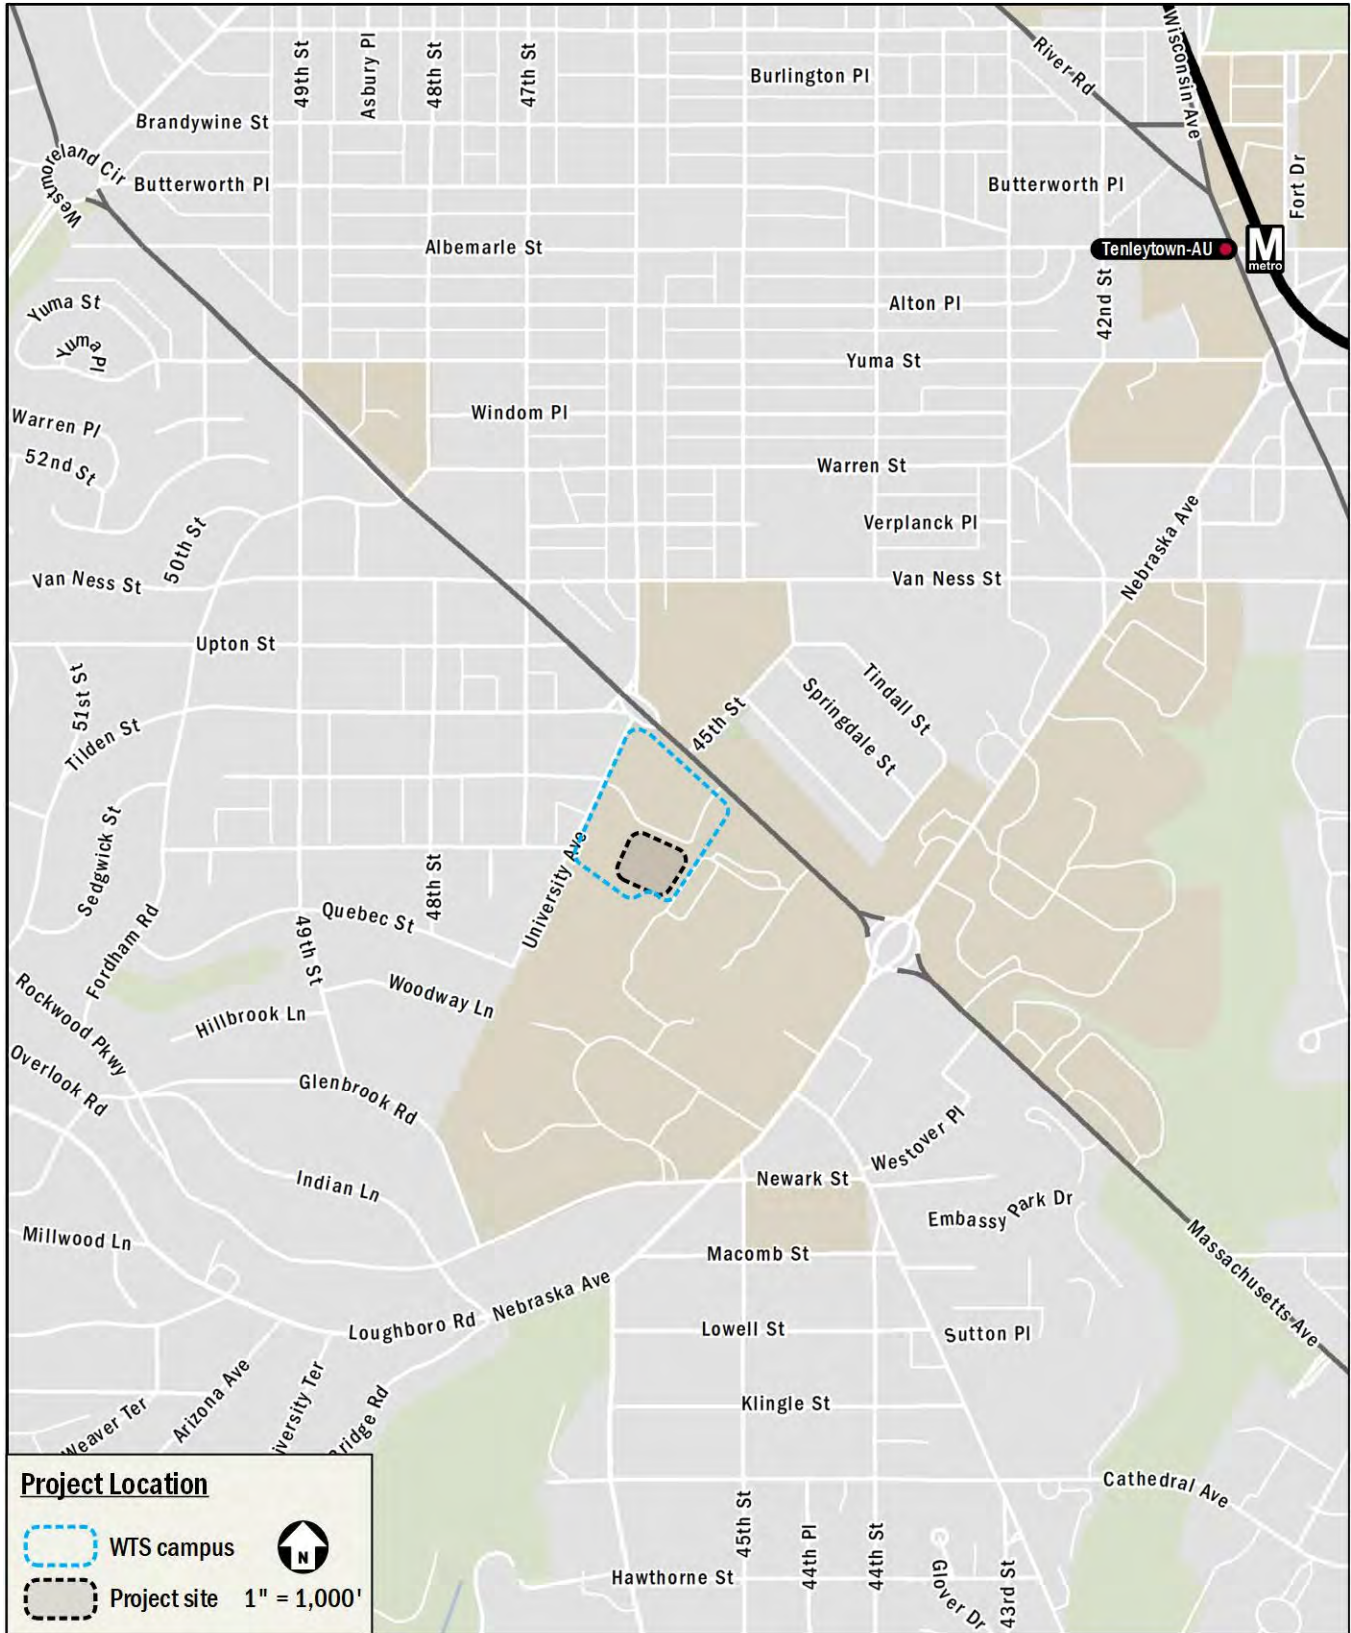 49th St
Asbury Pl
48th St
47th St
Burlington Pl
River Rd
Wisconsin Ave
Brandywine St
Westmoreland Cir
Butterworth Pl
Butterworth Pl
Fort Dr
Albemarle St
Tenleytown-AU
M
metro
42nd St
Yuma St
Alton Pl
Yuma Pl
Yuma St
Warren Pl
Windom Pl
52nd St
Warren St
50th St
Verplanck Pl
Nebraska Ave
Van Ness St
Van Ness St
Upton St
51st St
Tilden St
45th St
Tindall St
Springdale St
Sedgwick St
University Ave
48th St
Quebec St
49th St
Fordham Rd
Woodway Ln
Rockwood Pkwy
Hillbrook Ln
Overlook Rd
Glenbrook Rd
Westover Pl
Indian Ln
Newark St
Embassy Park Dr
Millwood Ln
Macomb St
Massachusetts Ave
Nebraska Ave
Loughboro Rd
Lowell St
Sutton Pl
Arizona Ave
iversity Ter
ridge Rd
Klingle St
Weaver Ter
Cathedral Ave
45th St
44th Pl
44th St
Glover Dr
43rd St
Hawthorne St
Project Location
WTS campus
N
Project site 1" = 1,000'